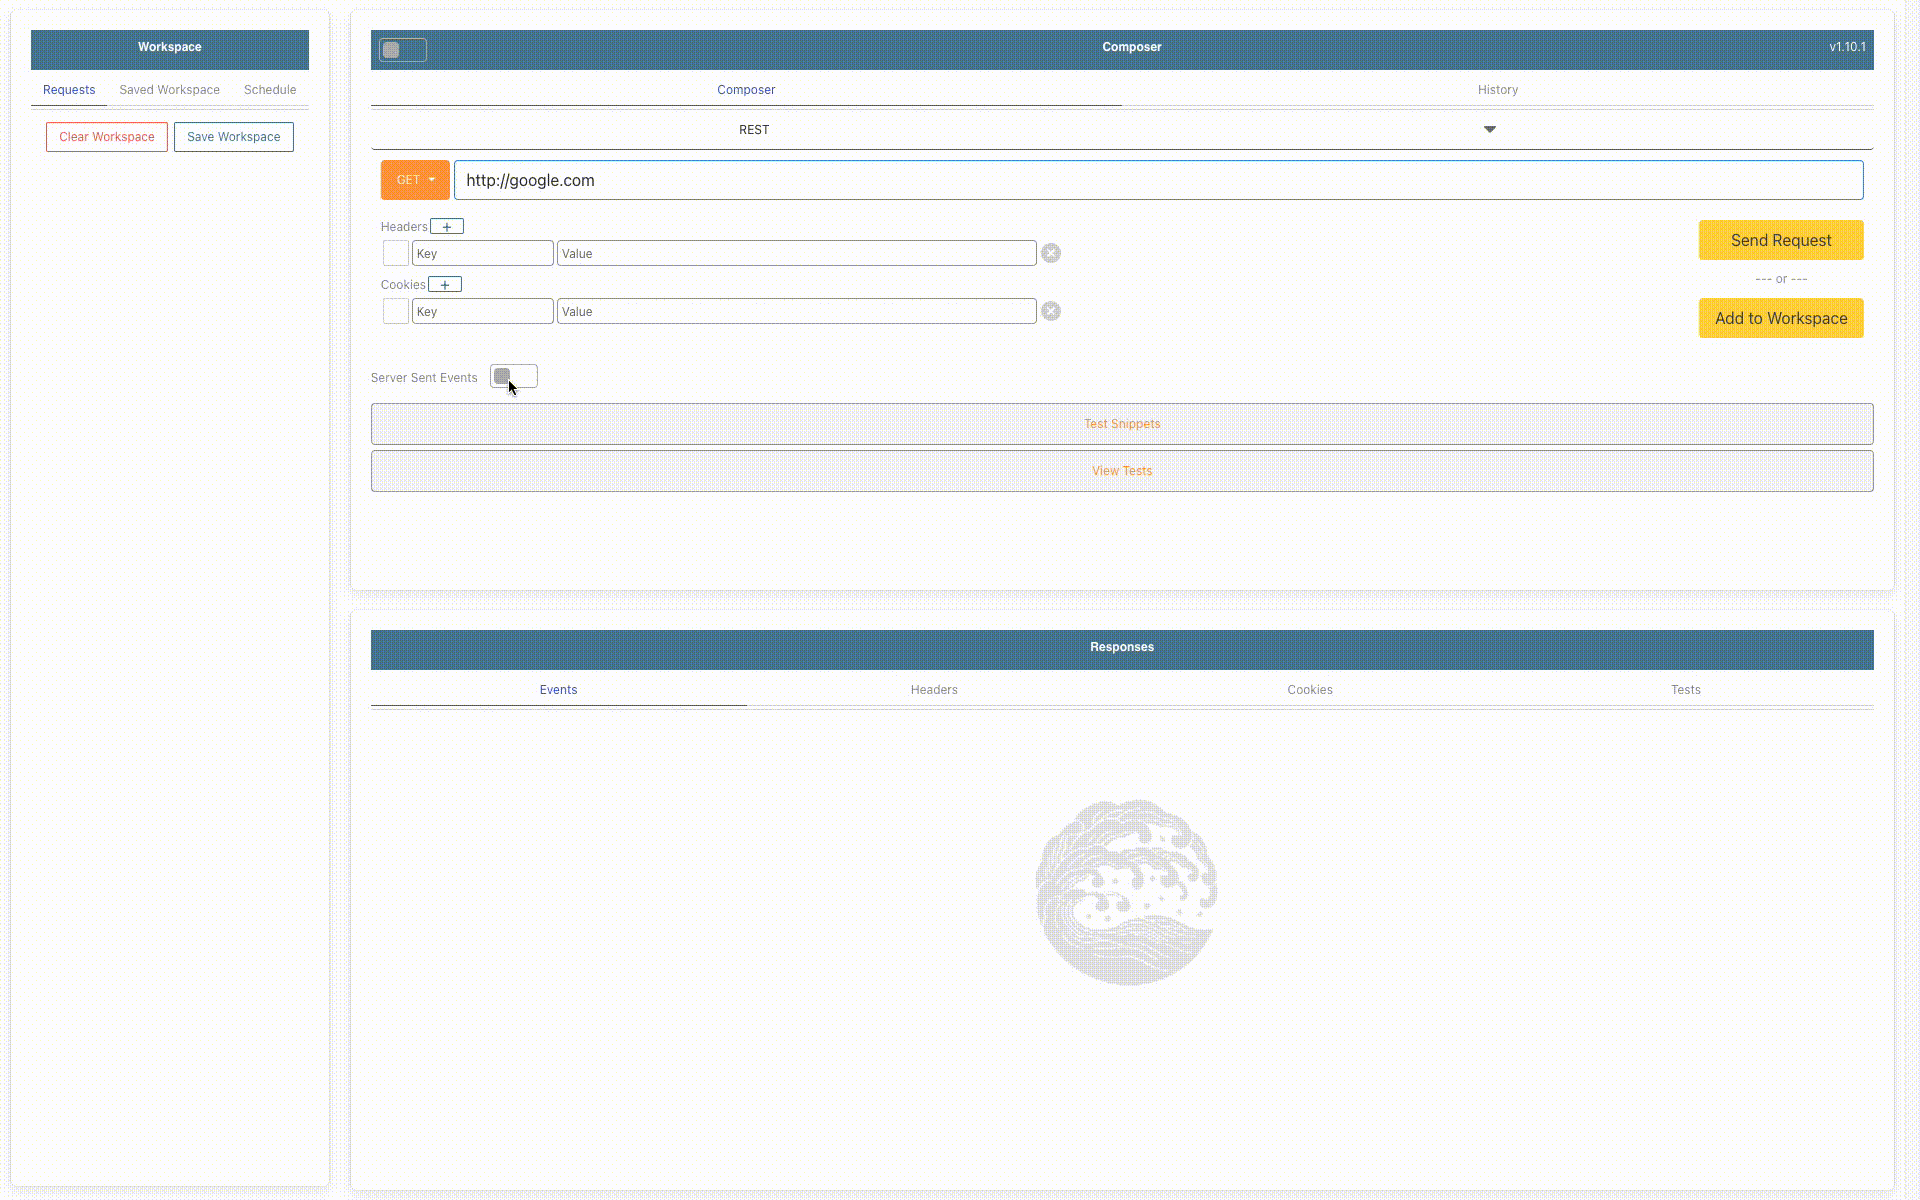 Workspace
Requests Saved Workspace Schedule
Clear Workspace Save Workspace
Composer v1.10.1
Composer History
REST
GET http://google.com
Headers +
Key Value
Cookies +
Key Value
Send Request
--- or ---
Add to Workspace
Server Sent Events
Test Snippets
View Tests
Responses
Events Headers Cookies Tests